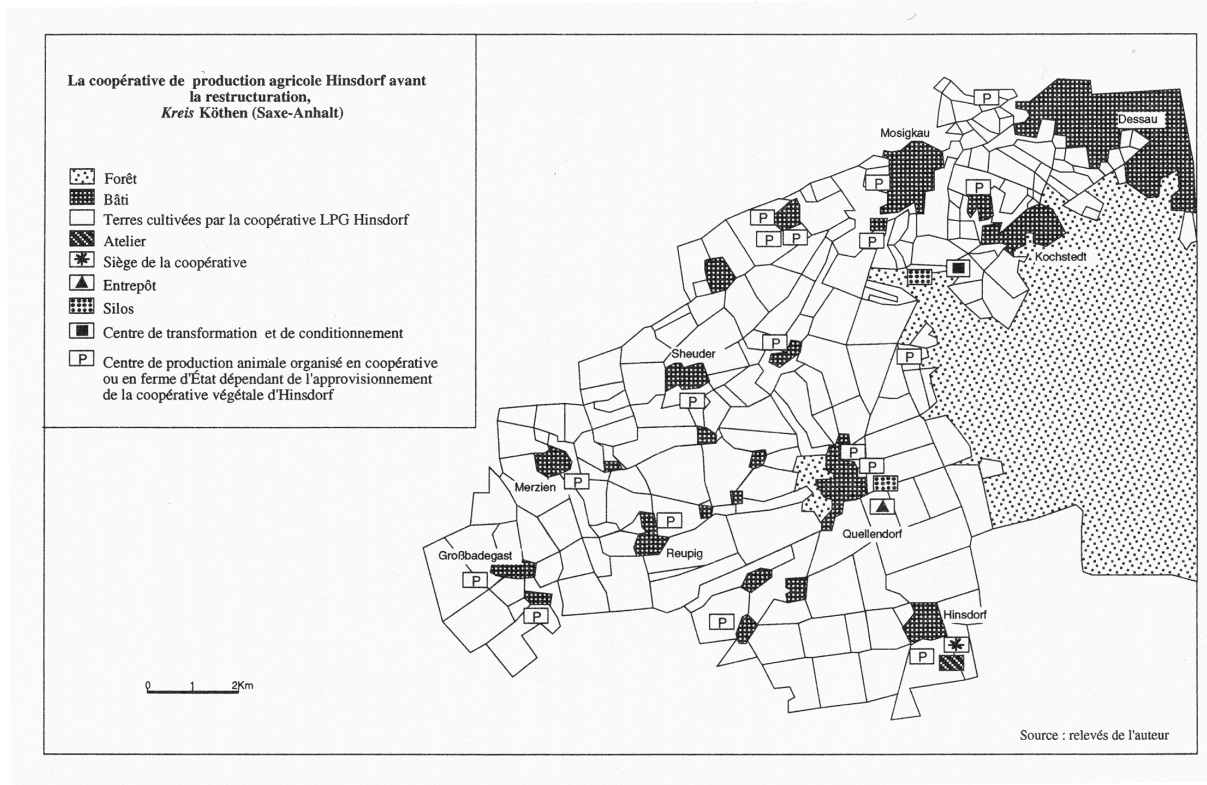 La coopérative de production agricole Hinsdorf avant
la restructuration,
Kreis Köthen (Saxe-Anhalt)
Forêt
Bâti
Terres cultivées par la coopérative LPG Hinsdorf
Atelier
Siège de la coopérative
Entrepôt
Silos
Centre de transformation et de conditionnement
P
Centre de production animale organisé en coopérative
ou en ferme d'État dépendant de l'approvisionnement
de la coopérative végétale d'Hinsdorf
P
Dessau
Mosigkau
P
P
P
P
P
P
Kochstedt
P
Sheuder
P
P
P
P
Merzien
P
P
Quellendorf
Reupig
Großbadegast
P
P
P
Hinsdorf
P
0 1 2Km
Source : relevés de l'auteur